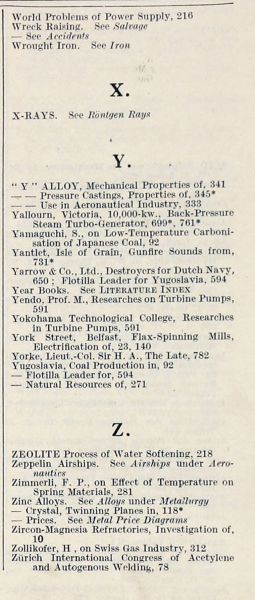 World Problems of Power Supply, 216
Wreck Raising. See Salvage
— See Accidents
Wrought Iron. See Iron
X.
X-RAYS. See Röntgen Rays
Y.
“ Y ” ALLOY, Mechanical Properties of, 341
— — Pressure Castings, Properties of, 345*
— — Use in Aeronautical Industry, 333
Yallourn, Victoria, 10,000-kw., Back-Pressure
Steam Turbo-Generator, 699*, 761*
Yamaguchi, S., on Low-Temperature Carboni-
sation of Japanese Coal, 92
Yantlet, Isle of Grain, Gunfire Sounds from,
731*
Yarrow & Co., Ltd., Destroyers for Dutch Navy,
650 ; Flotilla Leader for Yugoslavia, 594
Year Books. See LITERATURE INDEX
Yendo, Prof. M., Researches on Turbine Pumps,
591
Yokohama Technological College, Researches
in Turbine Pumps, 591
York Street, Belfast, Flax-Spinning Mills,
Electrification of, 23, 140
Yorke, Lieut.-Col. Sir H. A., The Late, 782
Yugoslavia, Coal Production in, 92
— Flotilla Leader for, 594
— Natural Resources of, 271
Z.
ZEOLITE Process of Water Softening, 218
Zeppelin Airships. See Airships under Aero-
nautics
Zimmerli, F. P., on Effect of Temperature on
Spring Materials, 281
Zinc Alloys. See Alloys under Metallurgy
— Crystal, Twinning Planes in, 118*
— Prices. See Metal Price Diagrams
Zircon-Magnesia Refractories, Investigation of,
10
Zollikofer, H , on Swiss Gas Industry, 312
Zürich International Congress of Acetylene
and Autogenous Welding, 78